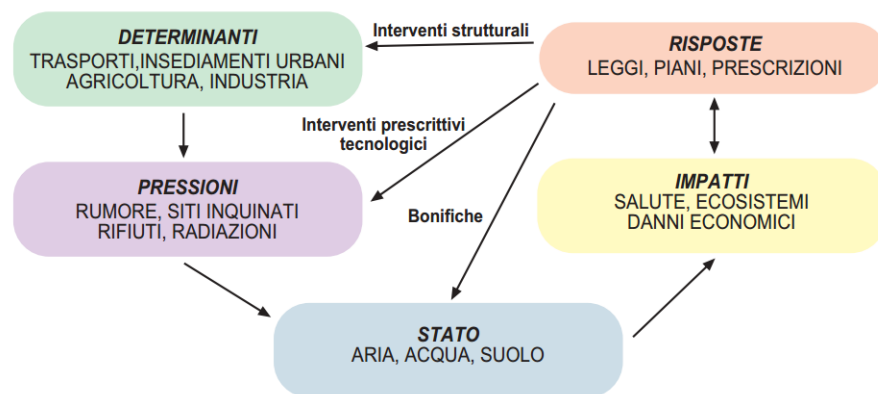 DETERMINANTI
TRASPORTI,INSEDIAMENTI URBANI
AGRICOLTURA, INDUSTRIA
Interventi strutturali
RISPOSTE
LEGGI, PIANI, PRESCRIZIONI
Interventi prescrittivi
tecnologici
PRESSIONI
RUMORE, SITI INQUINATI
RIFIUTI, RADIAZIONI
Bonifiche
IMPATTI
SALUTE, ECOSISTEMI
DANNI ECONOMICI
STATO
ARIA, ACQUA, SUOLO